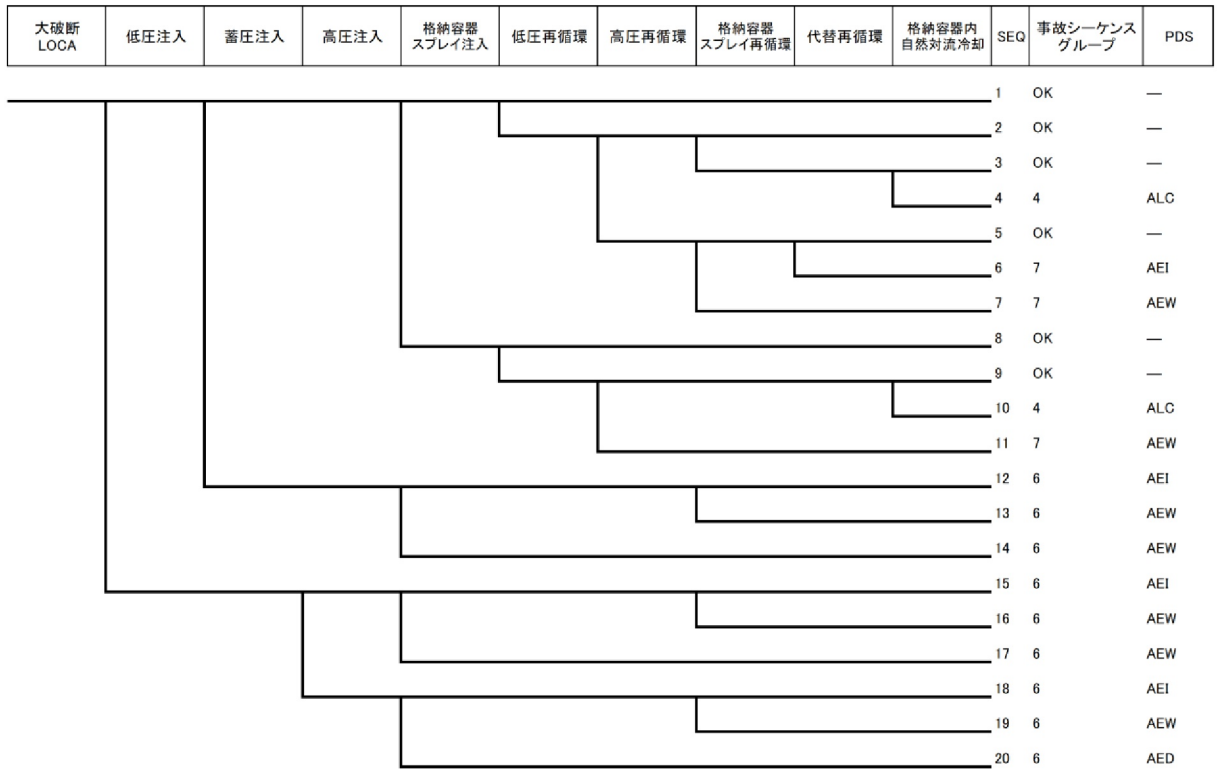 大破断
LOCA
低圧注入
蓄圧注入
高圧注入
格納容器
スプレイ注入
低圧再循環
高圧再循環
格納容器
スプレイ再循環
代替再循環
格納容器内
自然対流冷却
SEQ
事故シーケンス
グループ
PDS
1 OK —
2 OK —
3 OK —
4 4 ALC
5 OK —
6 7 AEI
7 7 AEW
8 OK —
9 OK —
10 4 ALC
11 7 AEW
12 6 AEI
13 6 AEW
14 6 AEW
15 6 AEI
16 6 AEW
17 6 AEW
18 6 AEI
19 6 AEW
20 6 AED